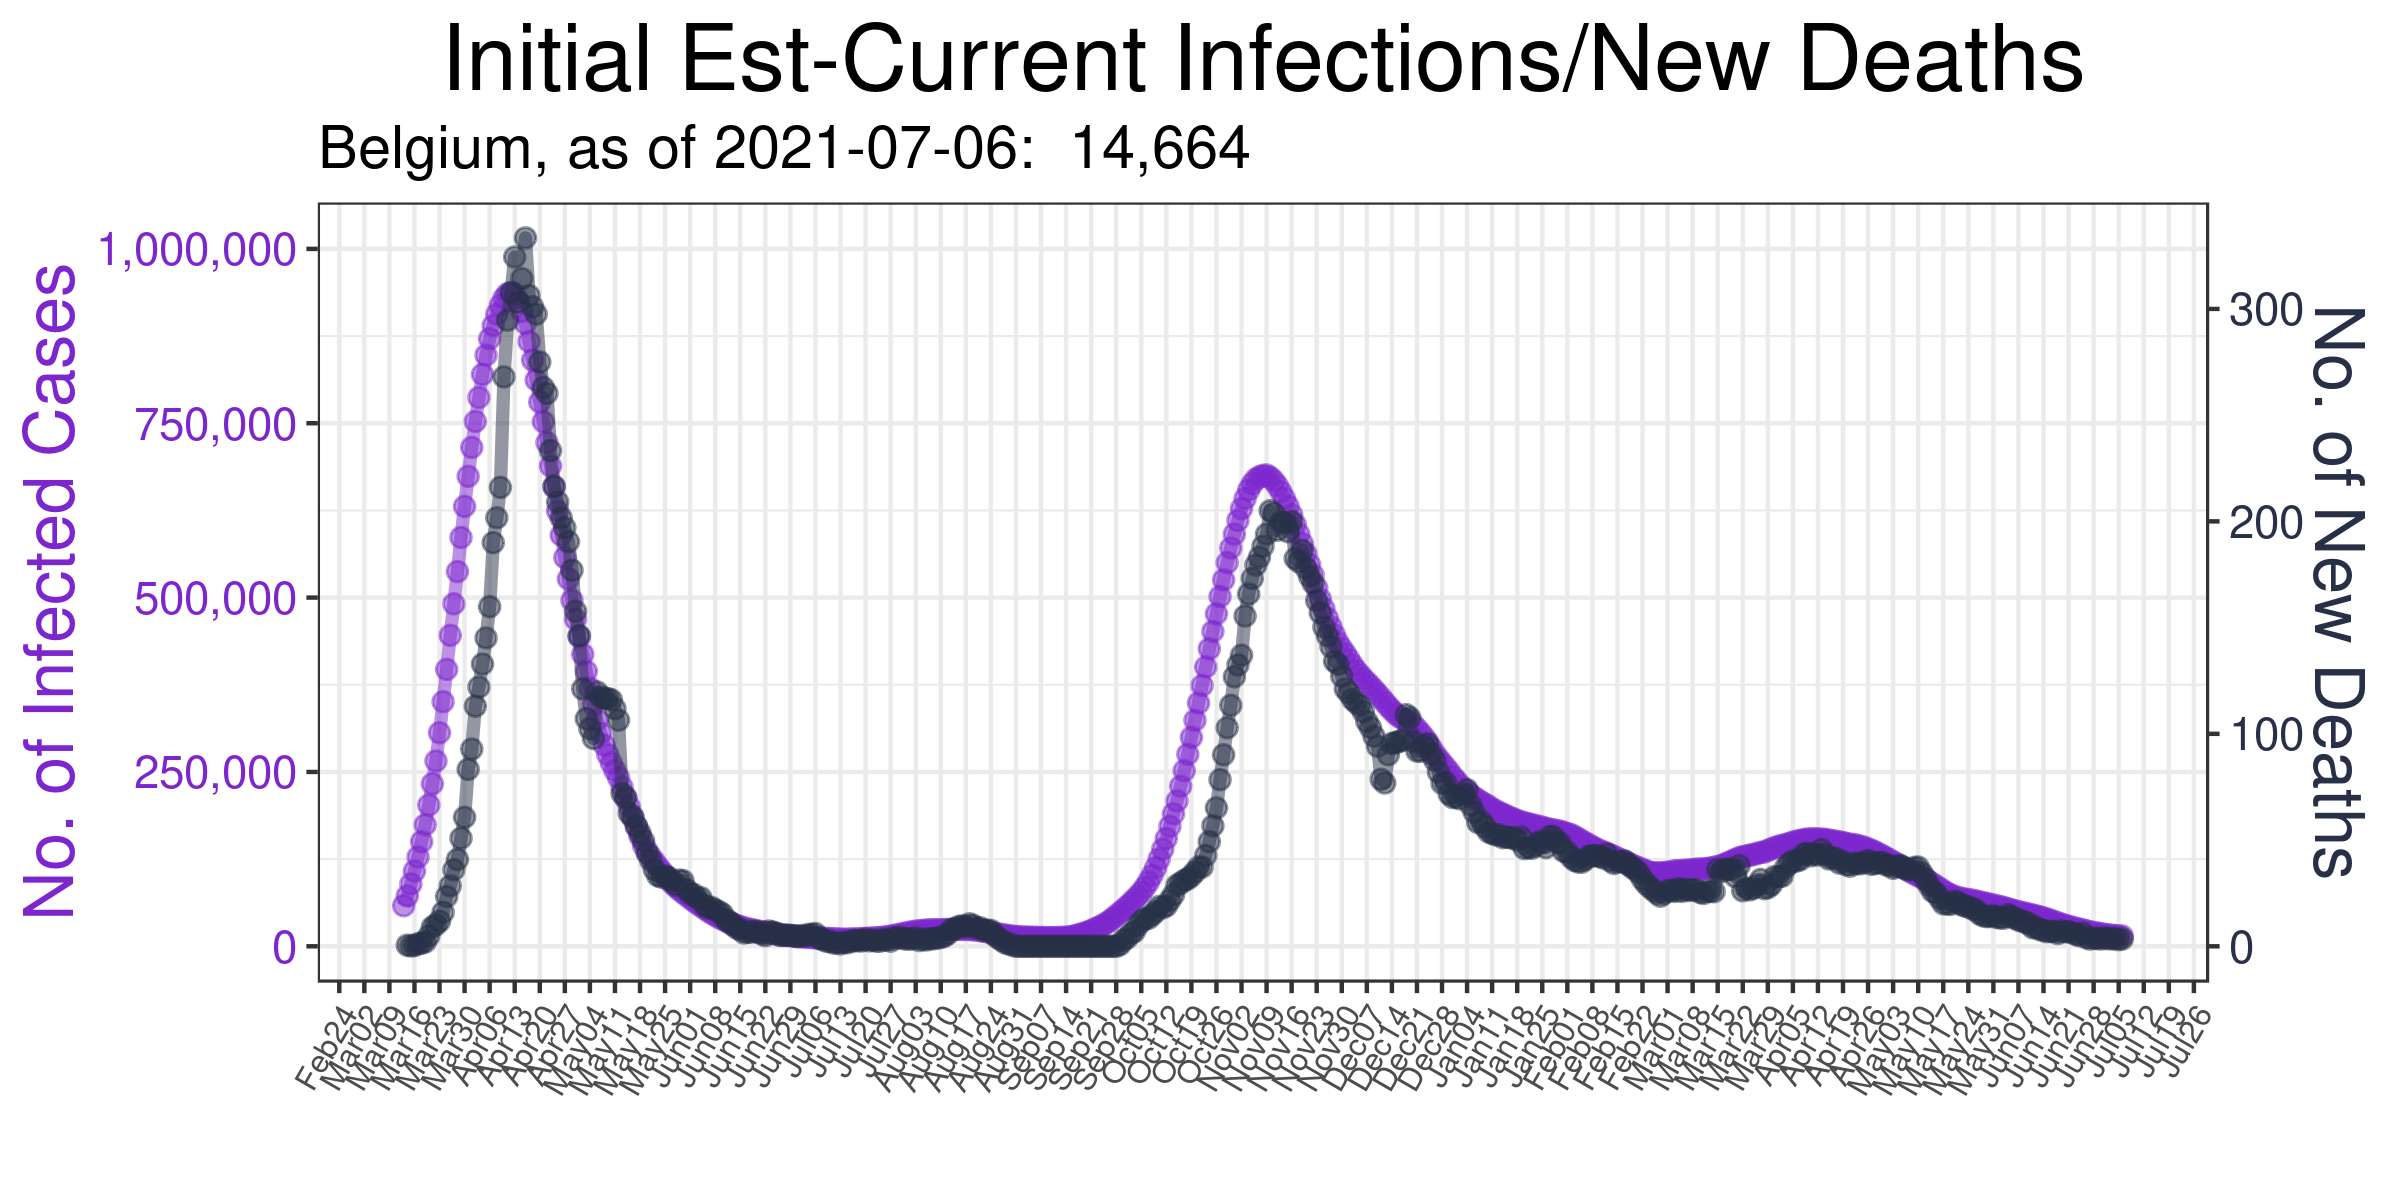 Initial Est-Current Infections/New Deaths
Belgium, as of 2021-07-06: 14,664
No. of Infected Cases
1,000,000
750,000
500,000
250,000
0
300
200
100
0
No. of New Deaths
Feb24
Mar02
Mar09
Mar16
Mar23
Mar30
Apr06
Apr13
Apr20
Apr27
May04
May11
May18
May25
Jun01
Jun08
Jun15
Jun22
Jun29
Jul06
Jul13
Jul20
Jul27
Aug03
Aug10
Aug17
Aug24
Aug31
Sep07
Sep14
Sep21
Sep28
Oct05
Oct12
Oct19
Oct26
Nov02
Nov09
Nov16
Nov23
Nov30
Dec07
Dec14
Dec21
Dec28
Jan04
Jan11
Jan18
Jan25
Feb01
Feb08
Feb15
Feb22
Mar01
Mar08
Mar15
Mar22
Mar29
Apr05
Apr12
Apr19
Apr26
May03
May10
May17
May24
May31
Jun07
Jun14
Jun21
Jun28
Jul05
Jul12
Jul19
Jul26